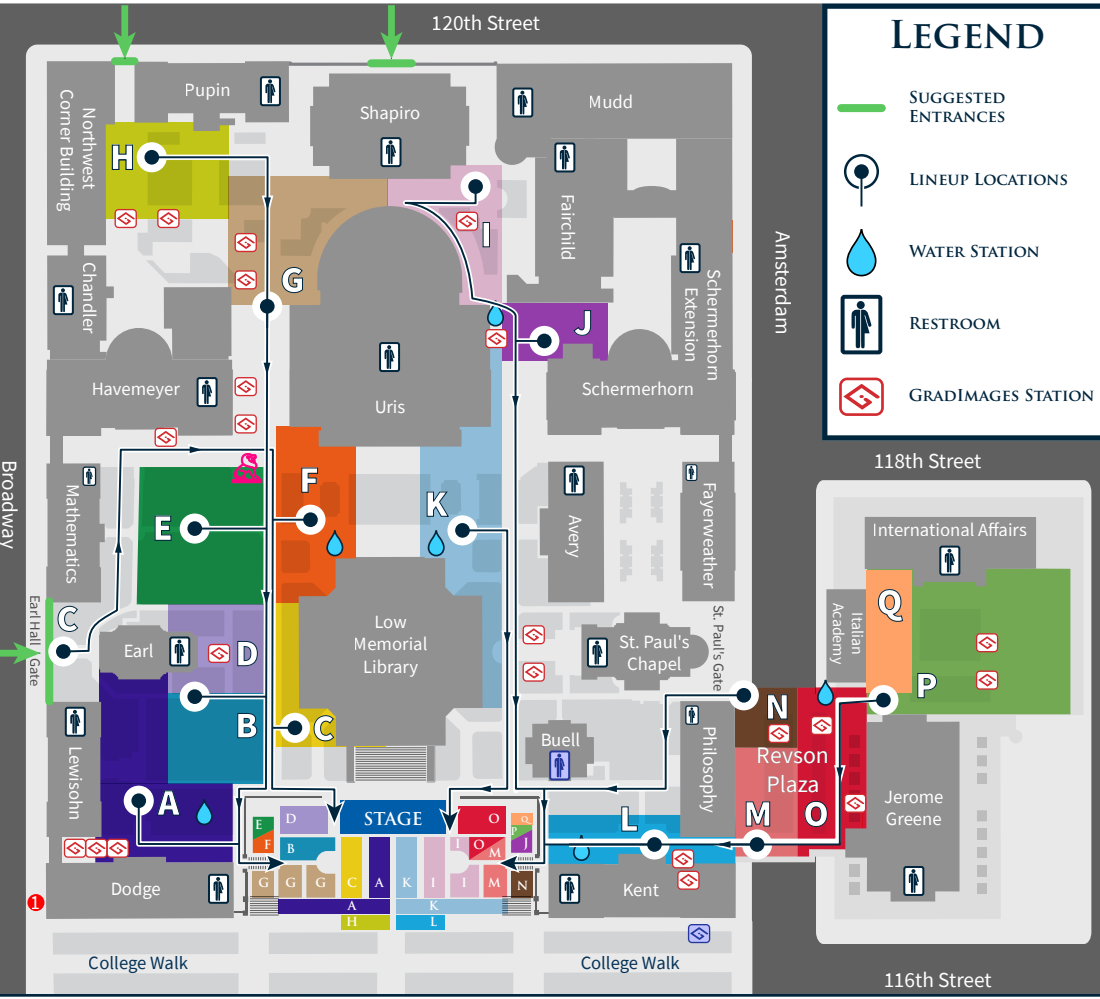 120th Street
LEGEND
SUGGESTED
ENTRANCES
LINEUP LOCATIONS
WATER STATION
RESTROOM
GRADIMAGES STATION
Pupin
Shapiro
Mudd
Northwest
Corner Building
H
I
Fairchild
Amsterdam
G
Chandler
Schermerhorn
Extension
J
Havemeyer
Uris
Schermerhorn
118th Street
Broadway
Mathematics
F
E
K
Avery
Fayerweather
International Affairs
Q
Italian
Academy
Earl Hall Gate
C
Earl
D
Low
Memorial
Library
St. Paul's
Chapel
St. Paul's Gate
P
B
C
Buell
Philosophy
N
Revson
Plaza
Lewisohn
A
STAGE
L
M
O
Jerome
Greene
E
F
D
B
O
I
O
M
Q
P
J
G
G
G
C
A
K
I
I
M
N
A
K
H
L
Dodge
Kent
1
College Walk
College Walk
116th Street